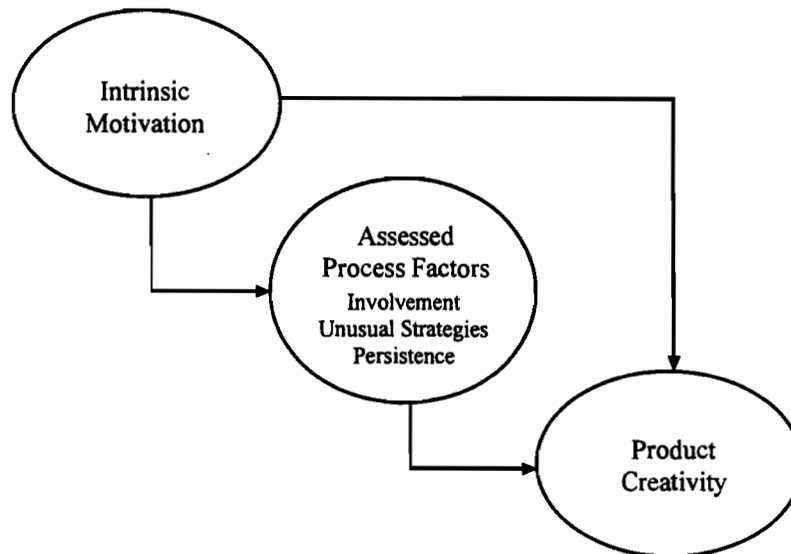 Intrinsic
Motivation
Assessed
Process Factors
Involvement
Unusual Strategies
Persistence
Product
Creativity